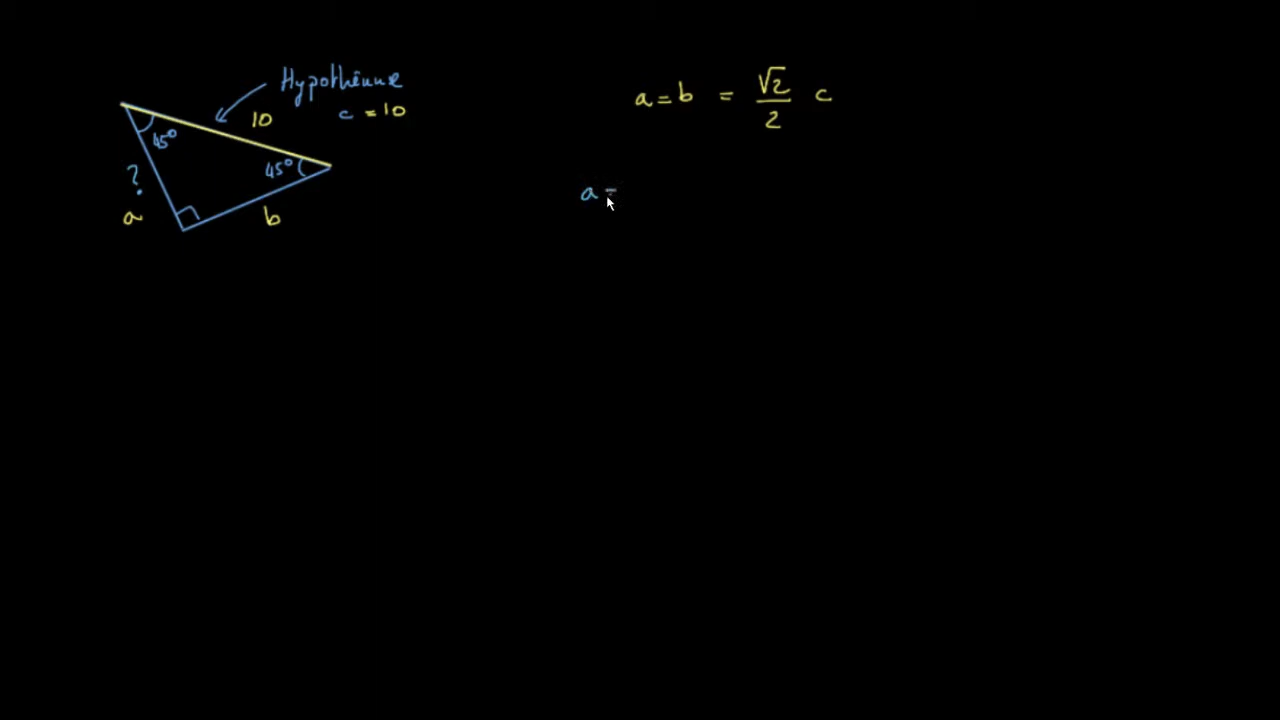 Hypothénuse
c = 10
10
45°
45°
?
a
b
a = b = √2/2 c
a =